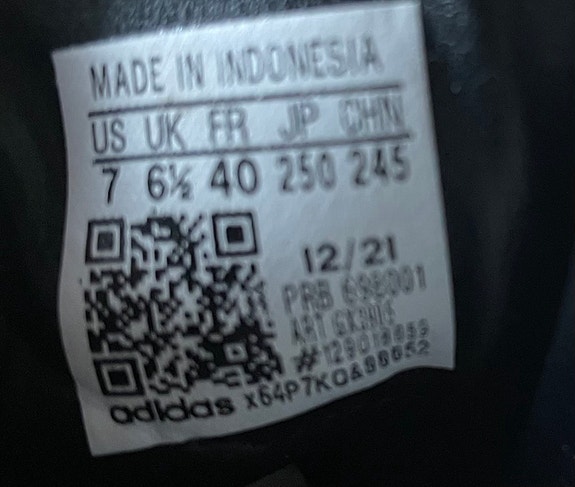 MADE IN INDONESIA
US UK FR JP CHN
7 6½ 40 250 245
12/21
PRB
ART
adidas